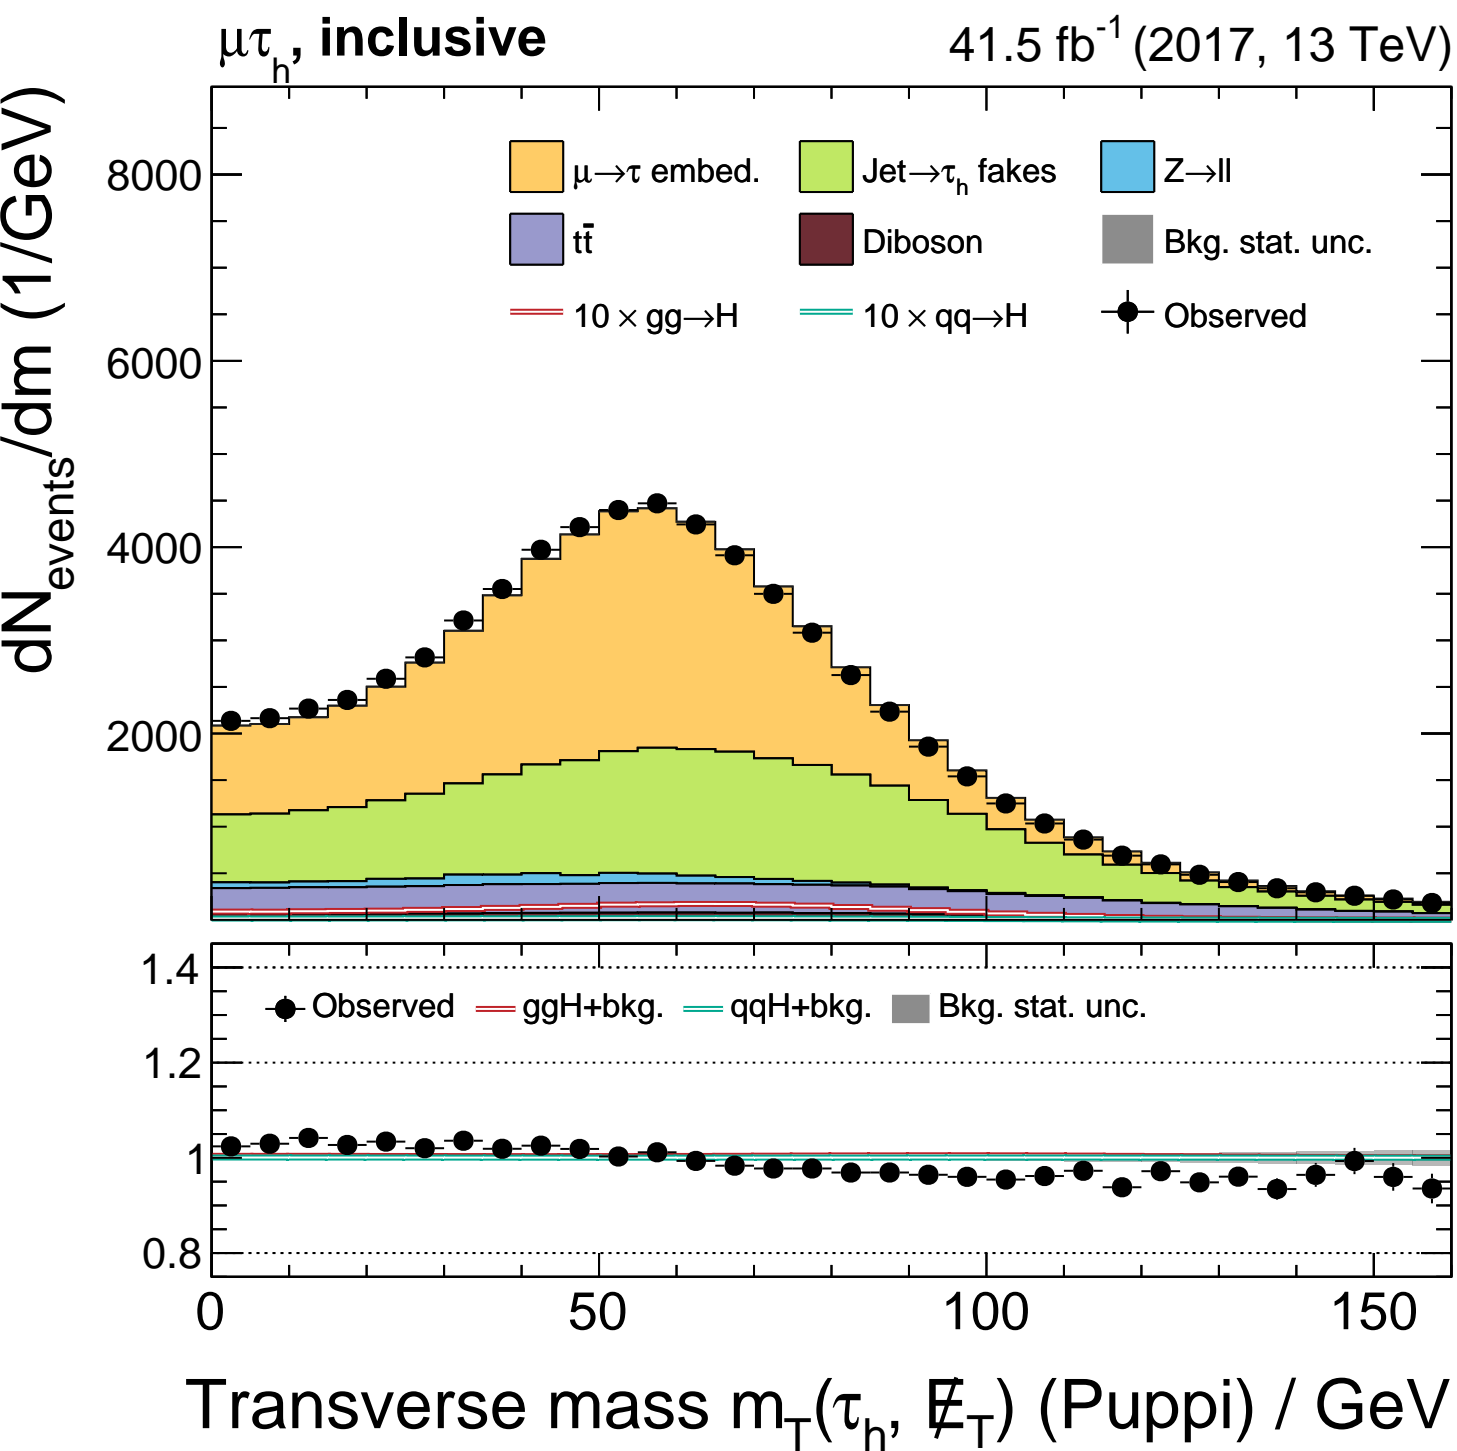 μτh, inclusive 41.5 fb-1 (2017, 13 TeV)
dNevents/dm (1/GeV)
8000
6000
4000
2000
μ→τ embed. Jet→τh fakes Z→ll
tt̄ Diboson Bkg. stat. unc.
10 × gg→H 10 × qq→H Observed
1.4
1.2
1
0.8
Observed ggH+bkg. qqH+bkg. Bkg. stat. unc.
0 50 100 150
Transverse mass mT(τh, E̸T) (Puppi) / GeV